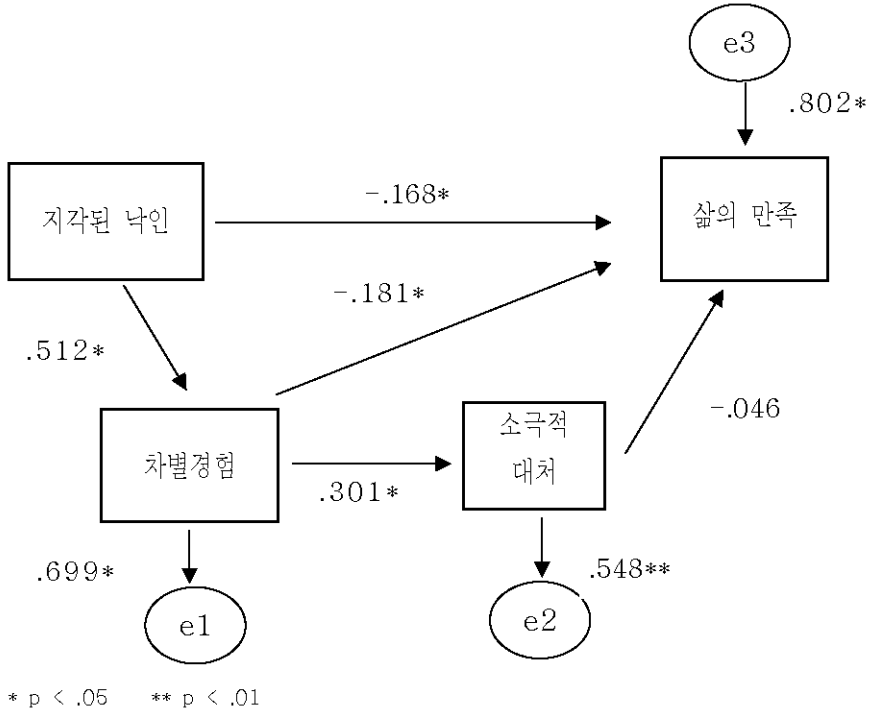 e3
.802*
지각된 낙인
-.168*
삶의 만족
-.181*
.512*
-.046
차별경험
.301*
소극적
대처
.699*
.548**
e1
e2
* p < .05 ** p < .01